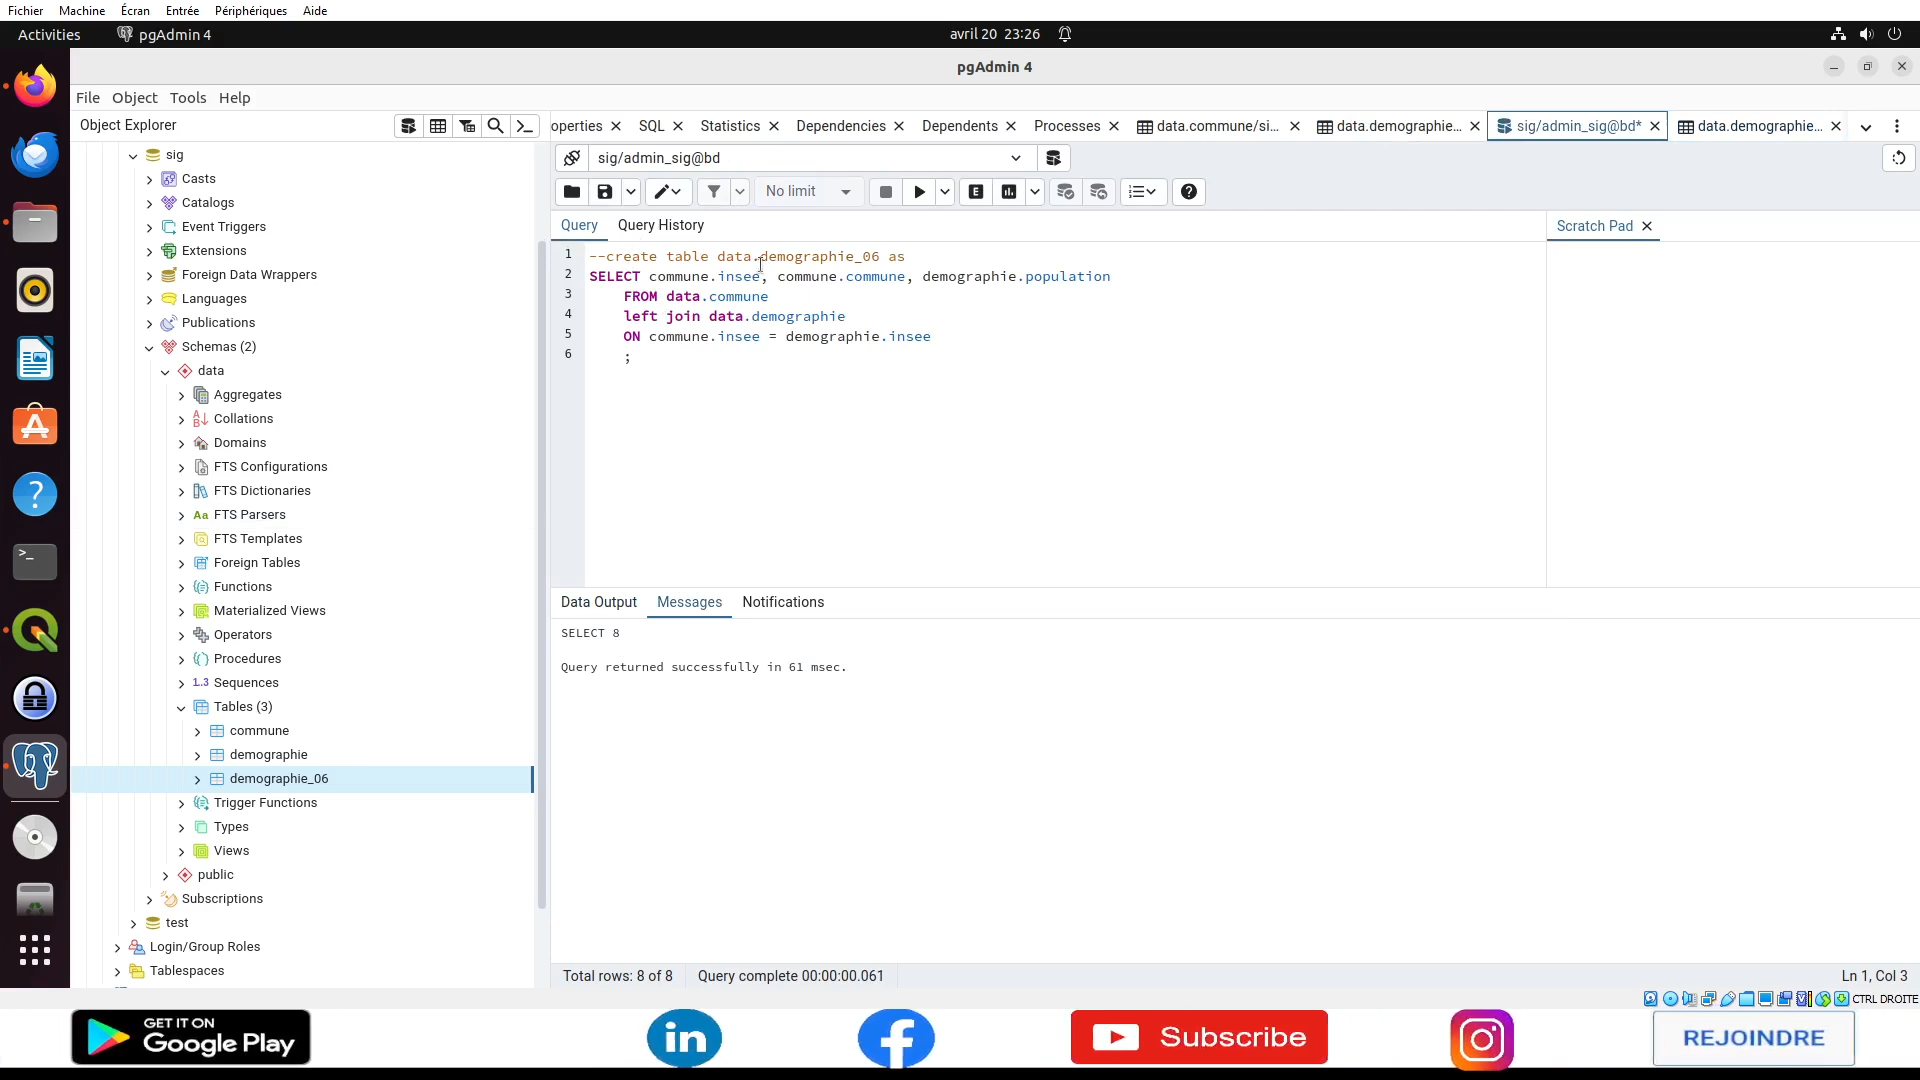 Fichier Machine Écran Entrée Périphériques Aide
Activities pgAdmin 4 avril 20 23:26
pgAdmin 4
File Object Tools Help
Object Explorer
operties SQL Statistics Dependencies Dependents Processes data.commune/si... data.demographie... sig/admin_sig@bd* data.demographie...
sig
Casts
Catalogs
Event Triggers
Extensions
Foreign Data Wrappers
Languages
Publications
Schemas (2)
data
Aggregates
Collations
Domains
FTS Configurations
FTS Dictionaries
Aa FTS Parsers
FTS Templates
Foreign Tables
Functions
Materialized Views
Operators
Procedures
1..3 Sequences
Tables (3)
commune
demographie
demographie_06
Trigger Functions
Types
Views
public
Subscriptions
test
Login/Group Roles
Tablespaces
sig/admin_sig@bd
No limit E
Query Query History
Scratch Pad
1 --create table data.demographie_06 as
2 SELECT commune.insee, commune.commune, demographie.population
3 FROM data.commune
4 left join data.demographie
5 ON commune.insee = demographie.insee
6 ;
Data Output Messages Notifications
SELECT 8
Query returned successfully in 61 msec.
Total rows: 8 of 8 Query complete 00:00:00.061 Ln 1, Col 3
CTRL DROITE
GET IT ON
Google Play
in
Subscribe
REJOINDRE